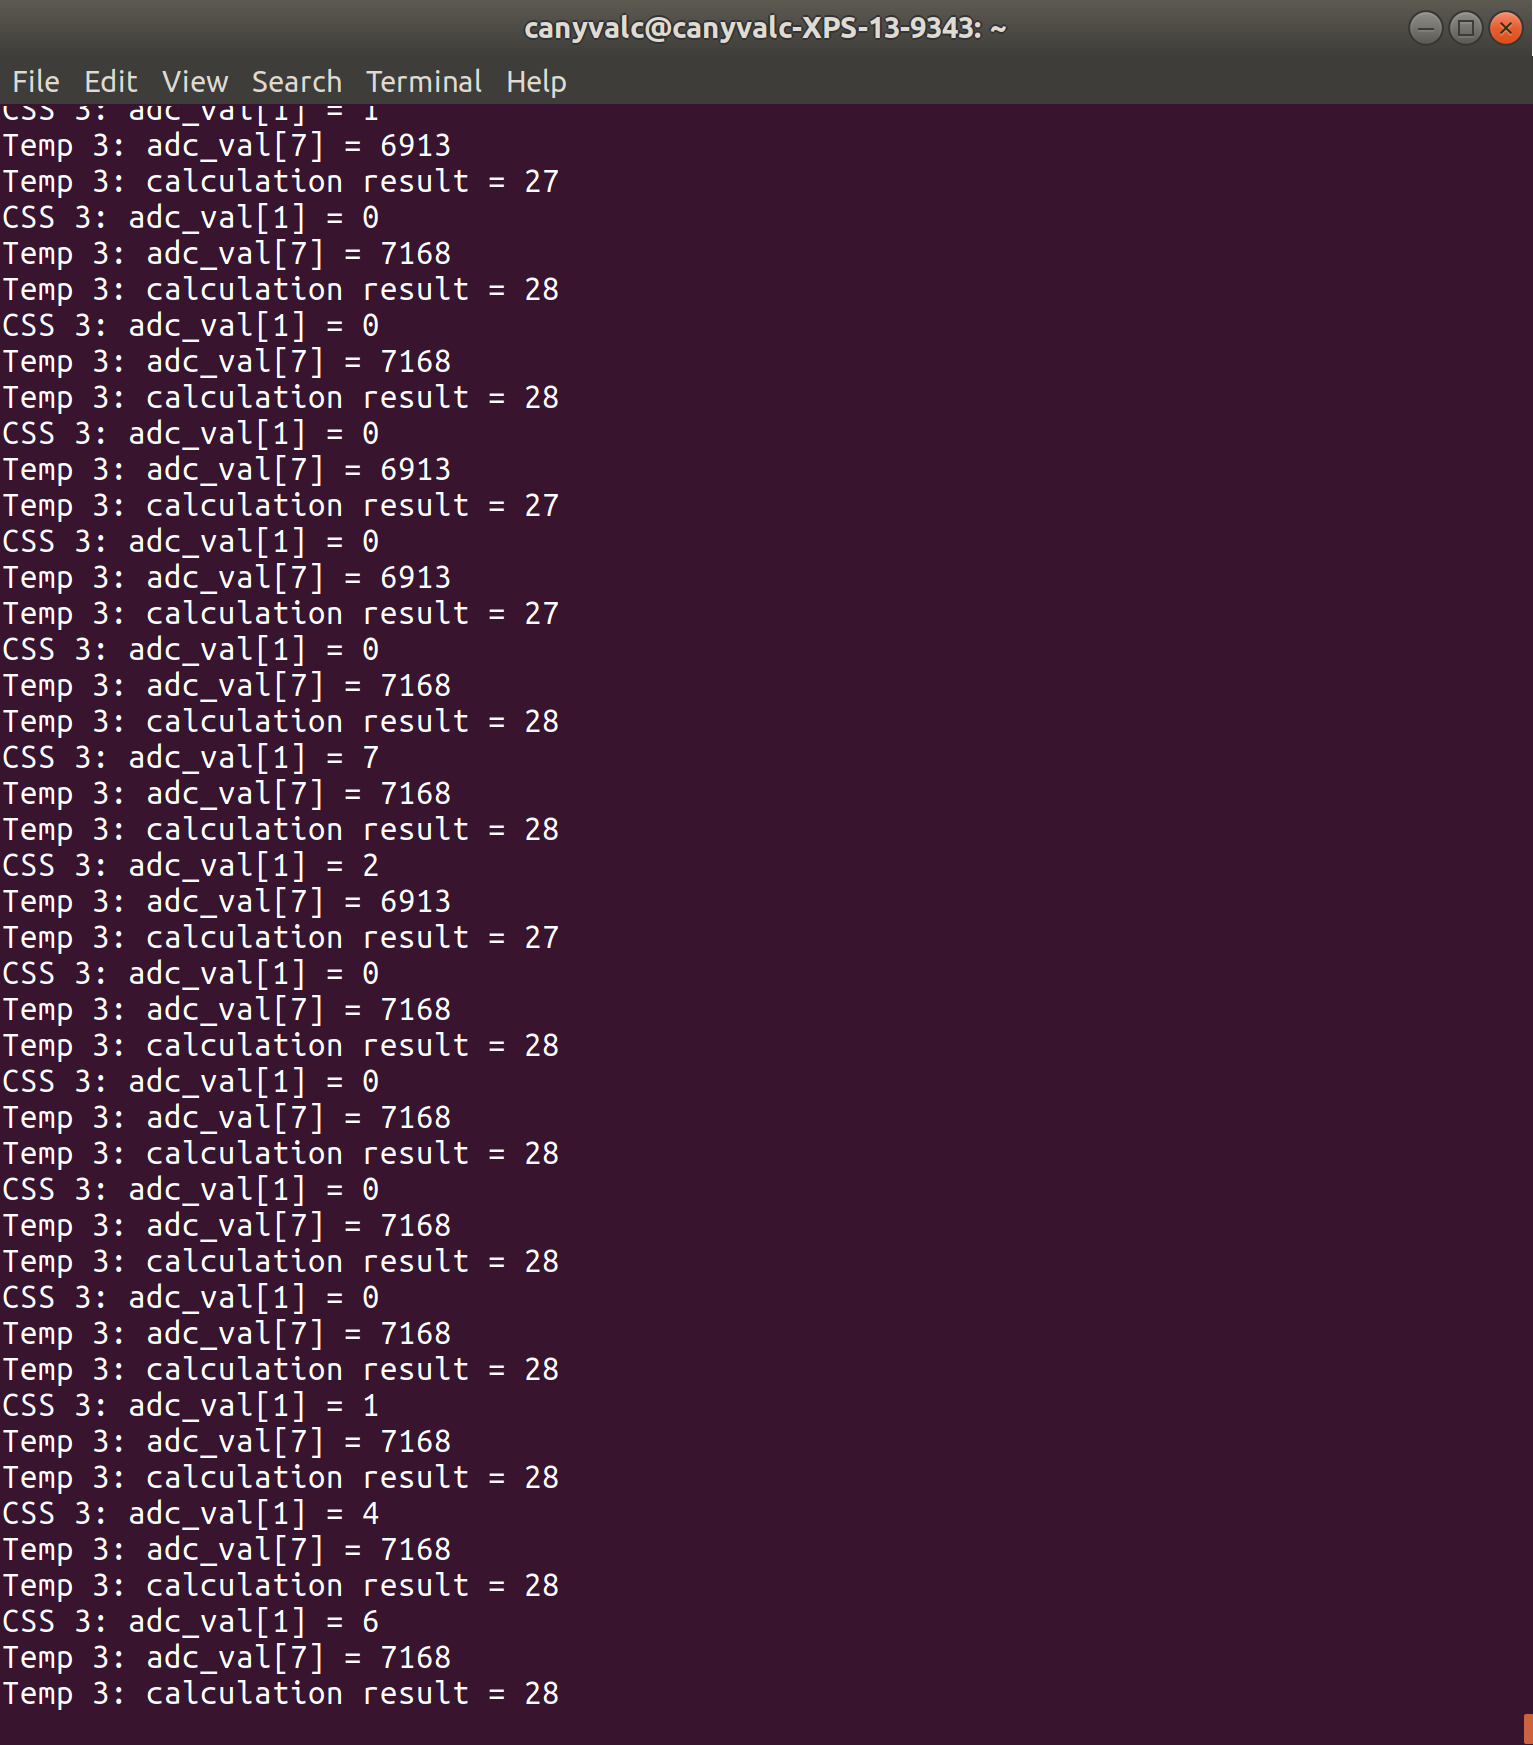 canyvalc@canyvalc-XPS-13-9343: ~
File Edit View Search Terminal Help
CSS 3: adc_val[1] = 1
Temp 3: adc_val[7] = 6913
Temp 3: calculation result = 27
CSS 3: adc_val[1] = 0
Temp 3: adc_val[7] = 7168
Temp 3: calculation result = 28
CSS 3: adc_val[1] = 0
Temp 3: adc_val[7] = 7168
Temp 3: calculation result = 28
CSS 3: adc_val[1] = 0
Temp 3: adc_val[7] = 6913
Temp 3: calculation result = 27
CSS 3: adc_val[1] = 0
Temp 3: adc_val[7] = 6913
Temp 3: calculation result = 27
CSS 3: adc_val[1] = 0
Temp 3: adc_val[7] = 7168
Temp 3: calculation result = 28
CSS 3: adc_val[1] = 7
Temp 3: adc_val[7] = 7168
Temp 3: calculation result = 28
CSS 3: adc_val[1] = 2
Temp 3: adc_val[7] = 6913
Temp 3: calculation result = 27
CSS 3: adc_val[1] = 0
Temp 3: adc_val[7] = 7168
Temp 3: calculation result = 28
CSS 3: adc_val[1] = 0
Temp 3: adc_val[7] = 7168
Temp 3: calculation result = 28
CSS 3: adc_val[1] = 0
Temp 3: adc_val[7] = 7168
Temp 3: calculation result = 28
CSS 3: adc_val[1] = 0
Temp 3: adc_val[7] = 7168
Temp 3: calculation result = 28
CSS 3: adc_val[1] = 1
Temp 3: adc_val[7] = 7168
Temp 3: calculation result = 28
CSS 3: adc_val[1] = 4
Temp 3: adc_val[7] = 7168
Temp 3: calculation result = 28
CSS 3: adc_val[1] = 6
Temp 3: adc_val[7] = 7168
Temp 3: calculation result = 28